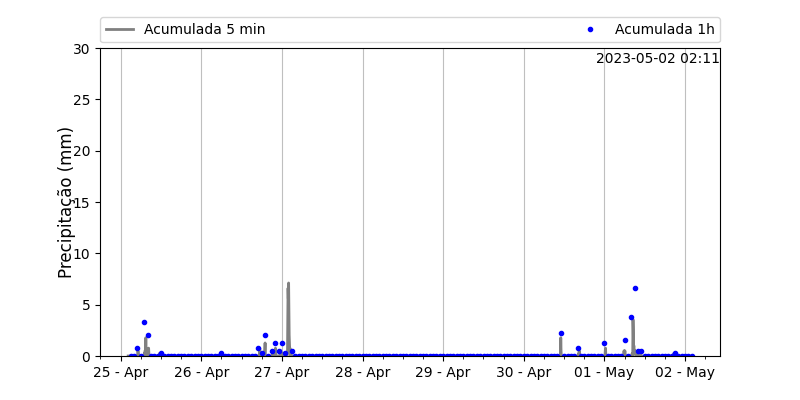 Acumulada 5 min
Acumulada 1h
2023-05-02 02:11
Precipitação (mm)
30
25
20
15
10
5
0
25 - Apr
26 - Apr
27 - Apr
28 - Apr
29 - Apr
30 - Apr
01 - May
02 - May